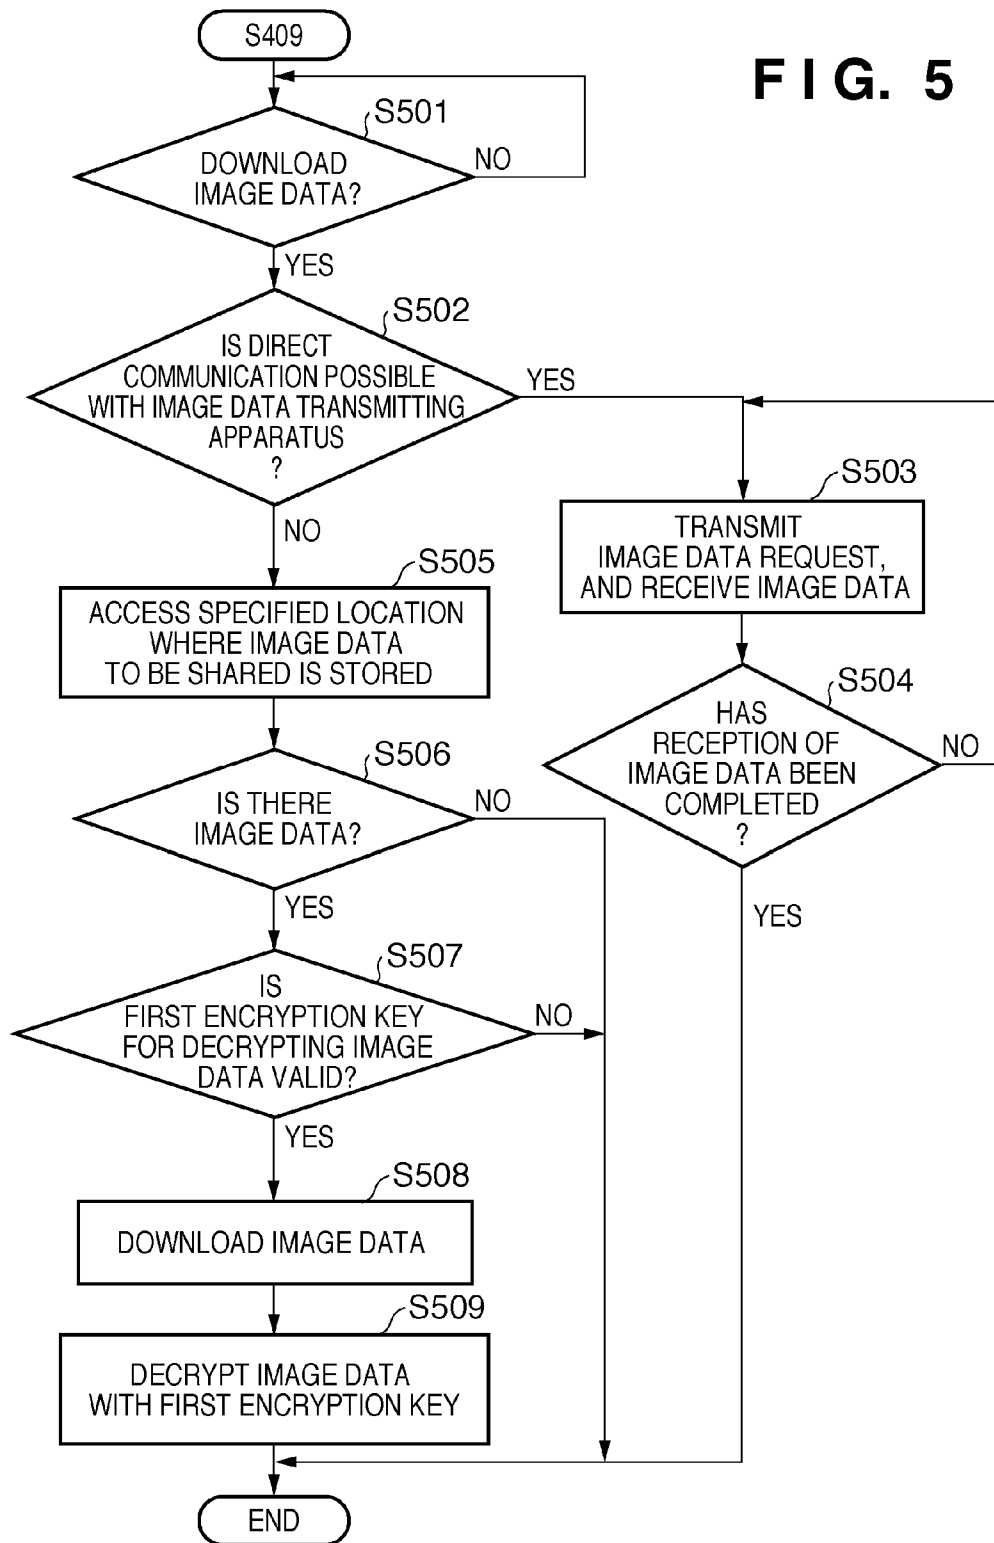 S409
FIG. 5
S501
DOWNLOAD
IMAGE DATA?
NO
YES
S502
IS DIRECT
COMMUNICATION POSSIBLE
WITH IMAGE DATA TRANSMITTING
APPARATUS
?
YES
NO
S503
TRANSMIT
IMAGE DATA REQUEST,
AND RECEIVE IMAGE DATA
S504
HAS
RECEPTION OF
IMAGE DATA BEEN
COMPLETED
?
NO
YES
S505
ACCESS SPECIFIED LOCATION
WHERE IMAGE DATA
TO BE SHARED IS STORED
S506
IS THERE
IMAGE DATA?
NO
YES
S507
IS
FIRST ENCRYPTION KEY
FOR DECRYPTING IMAGE
DATA VALID?
NO
YES
S508
DOWNLOAD IMAGE DATA
S509
DECRYPT IMAGE DATA
WITH FIRST ENCRYPTION KEY
END